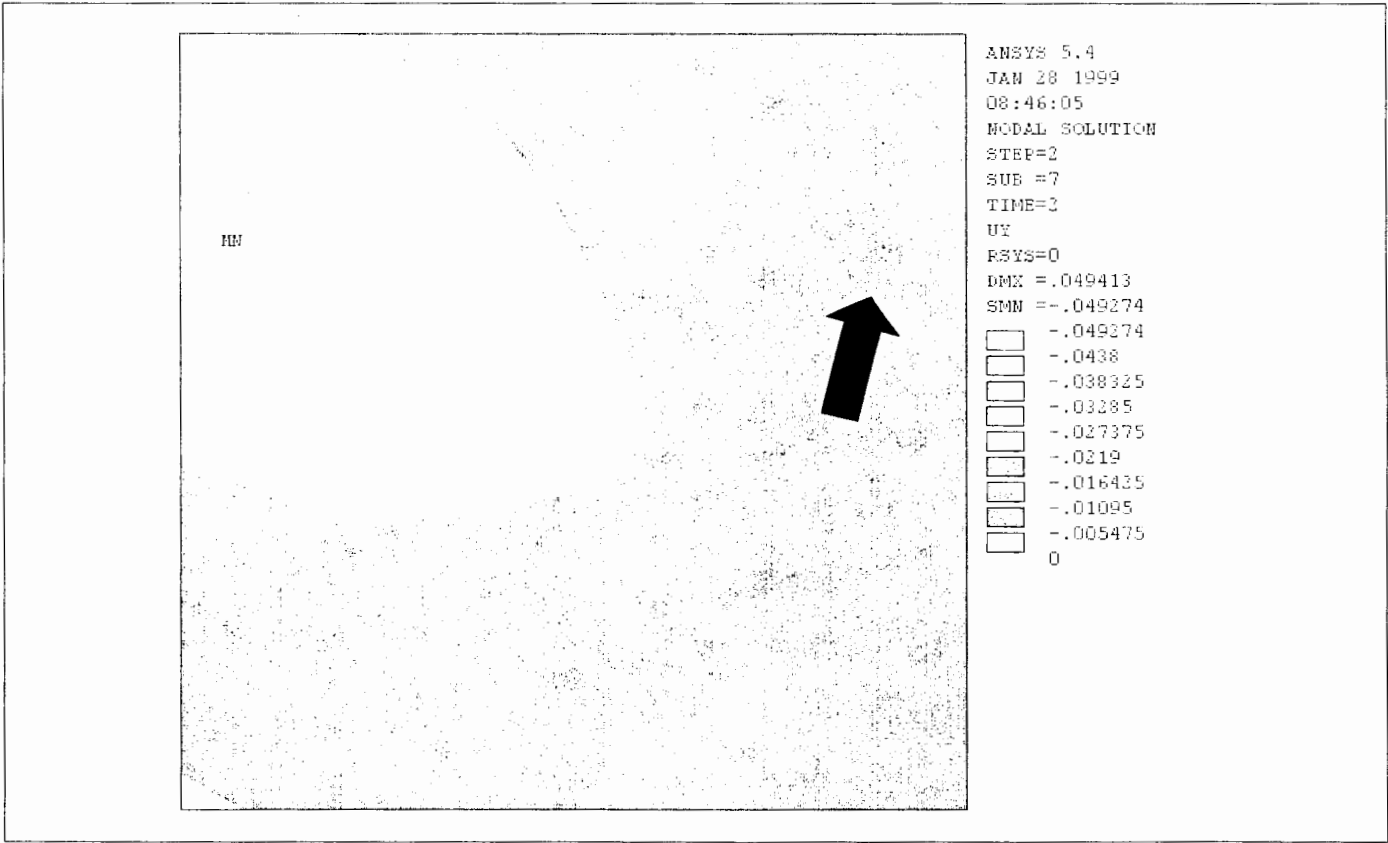 ANSYS 5.4
JAN 28 1999
08:46:05
NODAL SOLUTION
STEP=2
SUB =7
TIME=2
UY
RSYS=0
DMX =.049413
SMN =-.049274
MN
-.049274
-.0438
-.038325
-.03285
-.027375
-.0219
-.016425
-.01095
-.005475
0